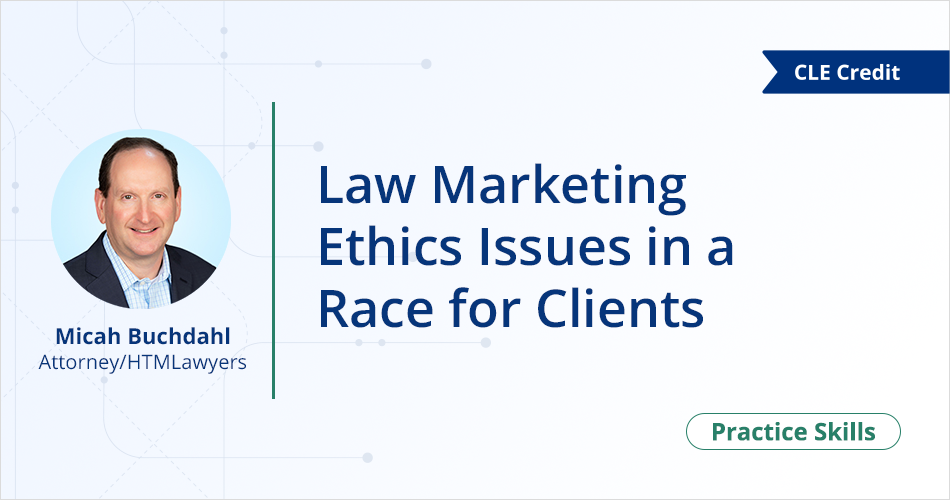 CLE Credit
Law Marketing
Ethics Issues in a
Race for Clients
Micah Buchdahl
Attorney/HTMLawyers
Practice Skills